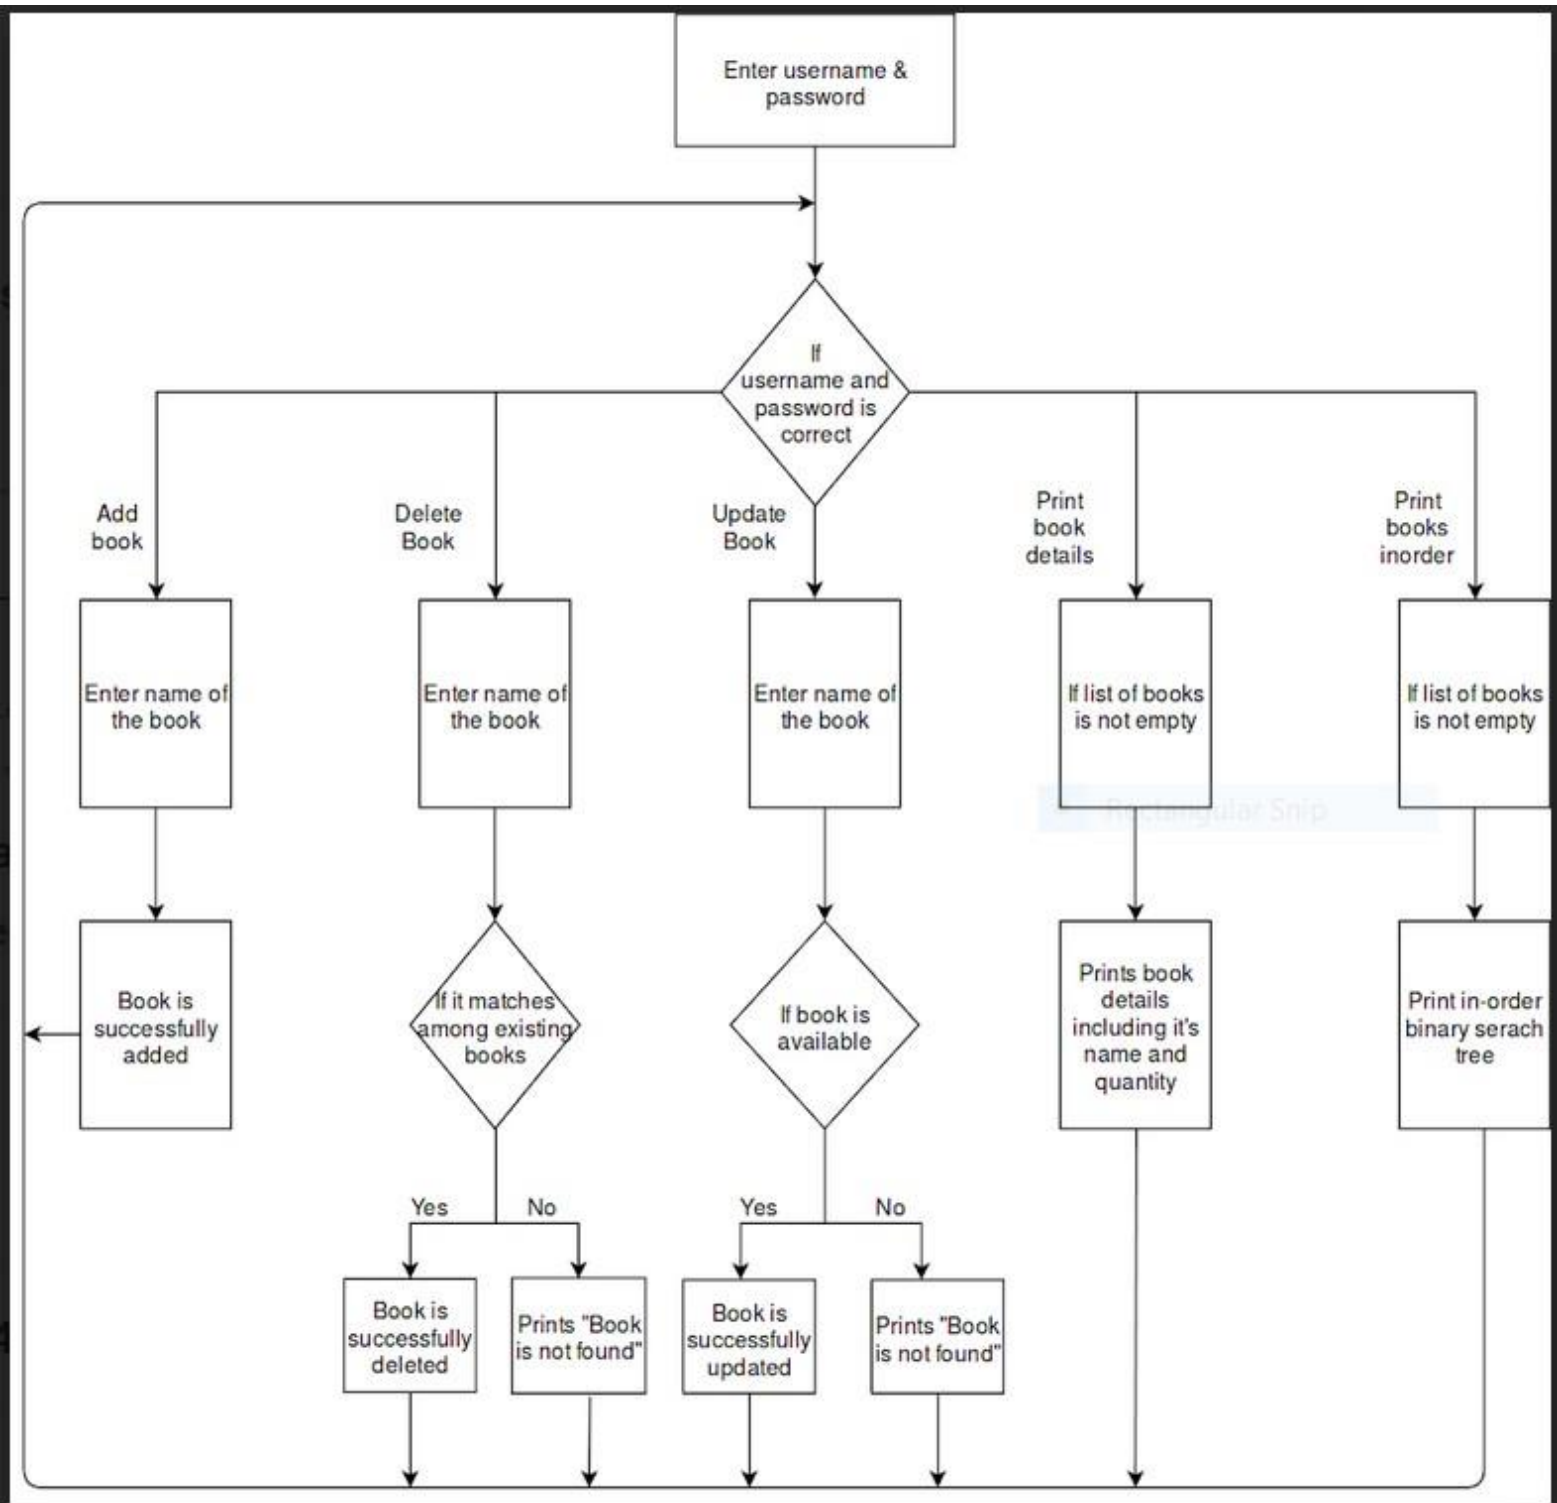 Enter username &
password
If
username and
password is
correct
Add
book
Delete
Book
Update
Book
Print
book
details
Print
books
inorder
Enter name of
the book
Enter name of
the book
Enter name of
the book
If list of books
is not empty
If list of books
is not empty
Rectangular Snip
Book is
successfully
added
If it matches
among existing
books
If book is
available
Prints book
details
including it's
name and
quantity
Print in-order
binary serach
tree
Yes
No
Yes
No
Book is
successfully
deleted
Prints "Book
is not found"
Book is
successfully
updated
Prints "Book
is not found"